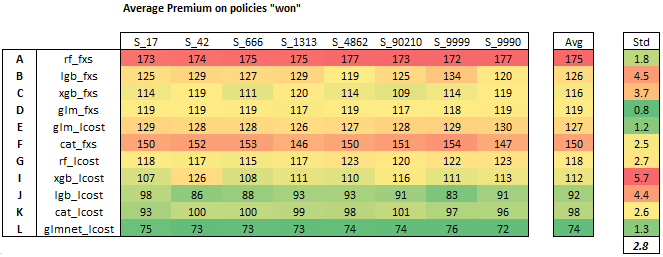 Average Premium on policies "won"
S_17 S_42 S_666 S_1313 S_4862 S_90210 S_9999 S_9990 Avg Std
A rf_fxs 173 174 175 175 177 173 172 177 175 1.8
B lgb_fxs 125 129 127 129 119 125 134 120 126 4.5
C xgb_fxs 114 119 111 120 114 109 114 119 116 3.7
D glm_fxs 119 119 119 117 119 117 118 119 119 0.8
E glm_lcost 129 128 128 126 127 128 129 130 127 1.2
F cat_fxs 150 152 153 146 150 151 154 147 150 2.5
G rf_lcost 118 117 115 117 123 120 122 123 118 2.7
I xgb_lcost 107 126 108 111 110 116 111 113 112 5.7
J lgb_lcost 98 86 88 93 93 91 83 91 92 4.4
K cat_lcost 93 100 100 99 98 101 97 96 98 2.6
L glmnet_lcost 75 73 73 73 74 74 76 72 74 1.3
2.8